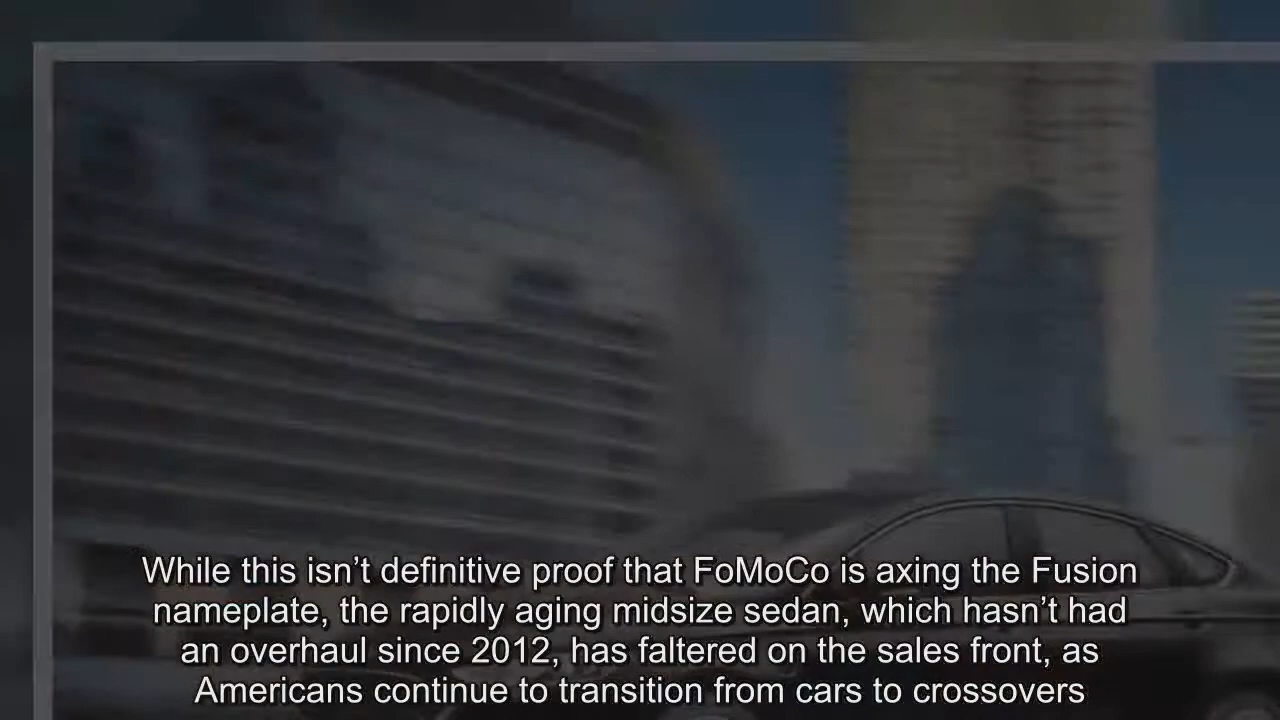 While this isn’t definitive proof that FoMoCo is axing the Fusion
nameplate, the rapidly aging midsize sedan, which hasn’t had
an overhaul since 2012, has faltered on the sales front, as
Americans continue to transition from cars to crossovers